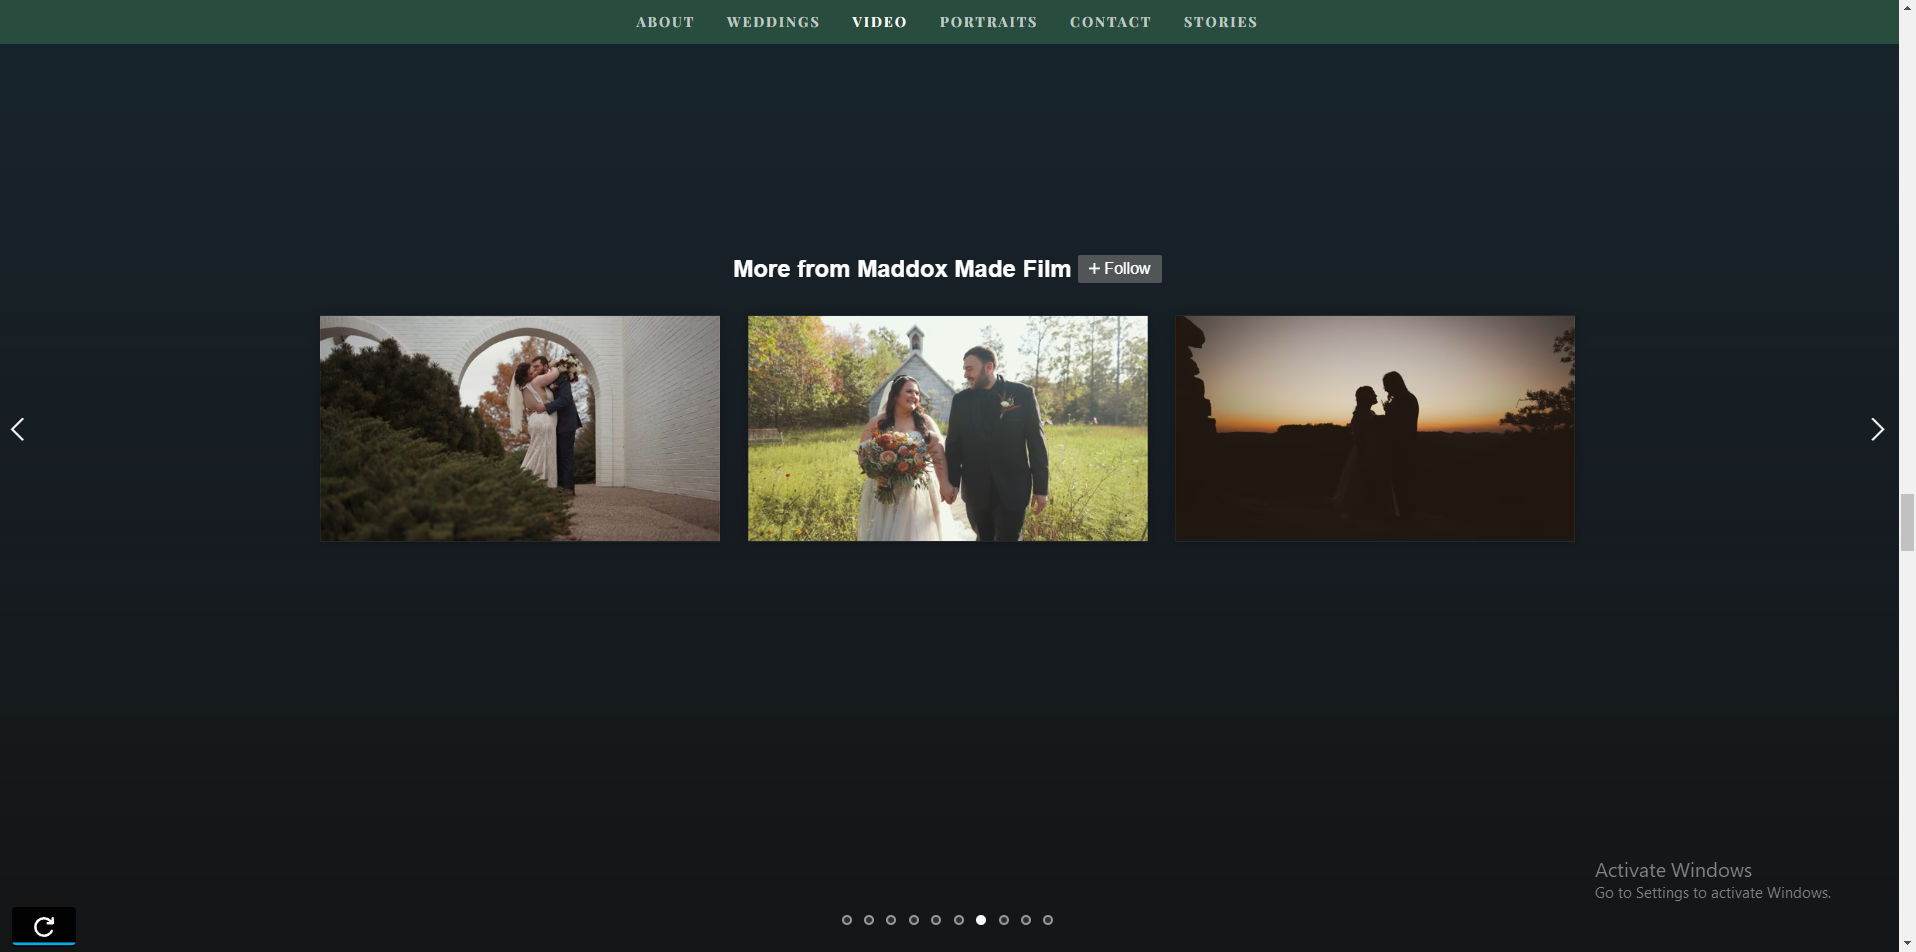 ABOUT WEDDINGS VIDEO PORTRAITS CONTACT STORIES
More from Maddox Made Film + Follow
Activate Windows
Go to Settings to activate Windows.